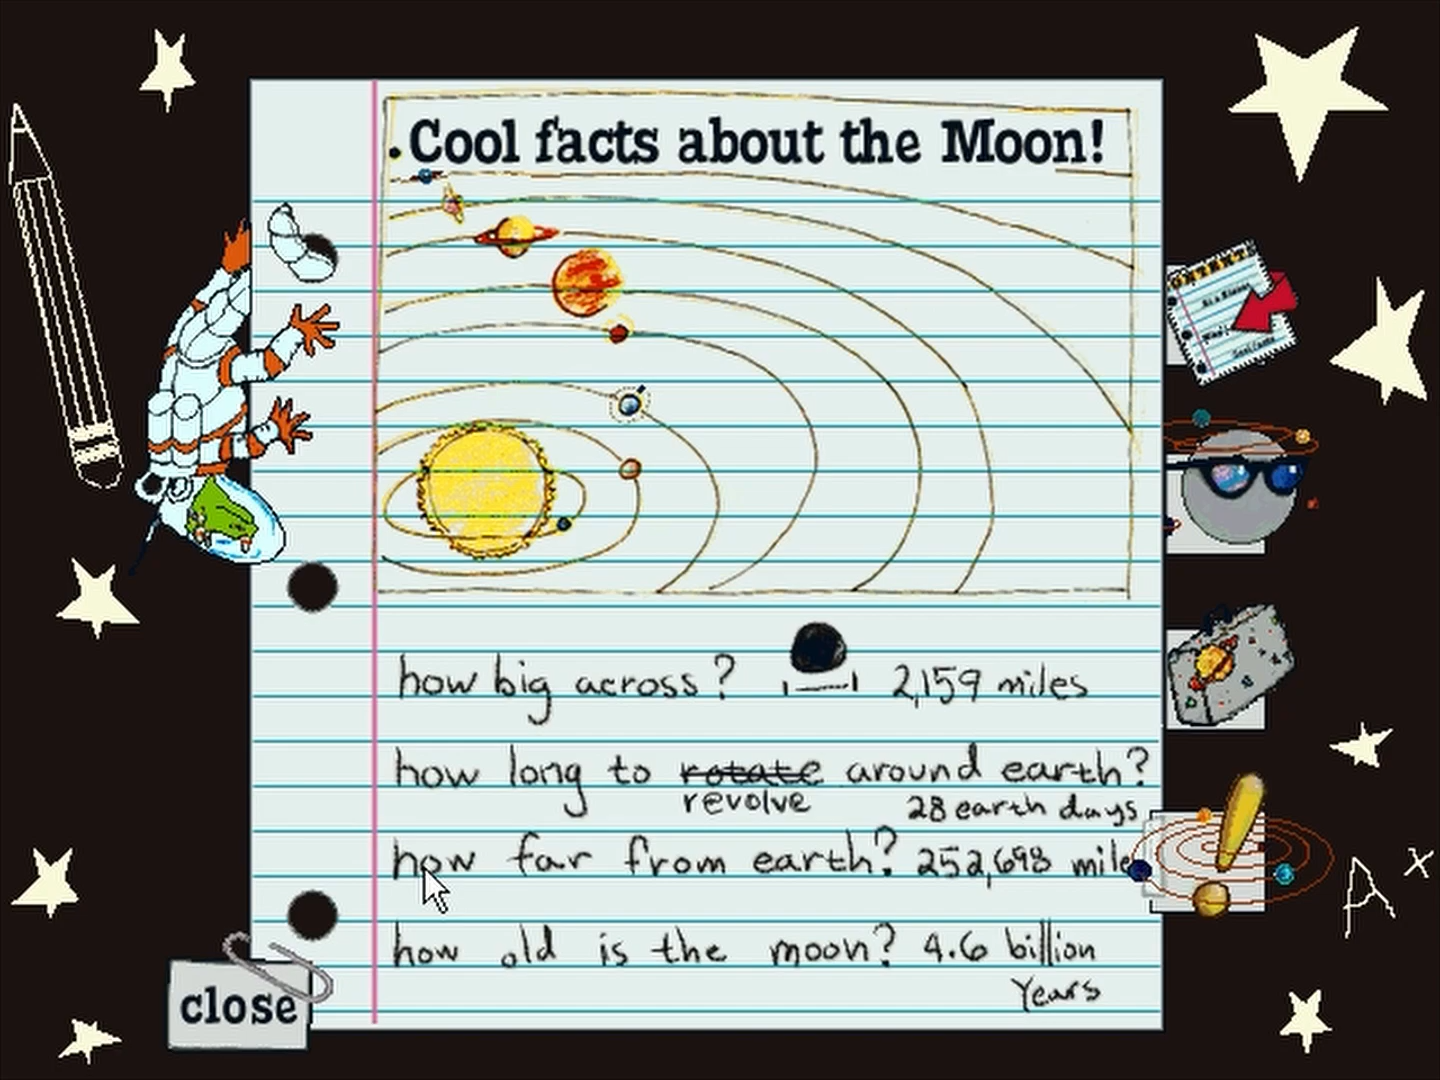 Cool facts about the Moon!
how big across? 2,159 miles
how long to rotate around earth?
revolve 28 earth days
how far from earth? 252,698 mile
how old is the moon? 4.6 billion
Years
close
A x